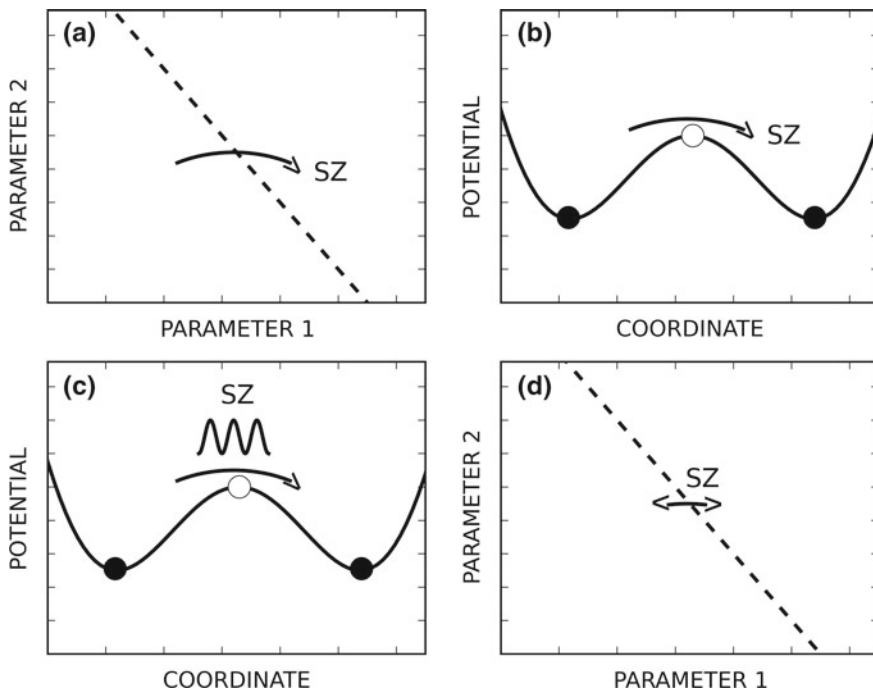 (a)
PARAMETER 2
SZ
PARAMETER 1
(b)
POTENTIAL
SZ
COORDINATE
(c)
SZ
POTENTIAL
COORDINATE
(d)
SZ
PARAMETER 2
PARAMETER 1